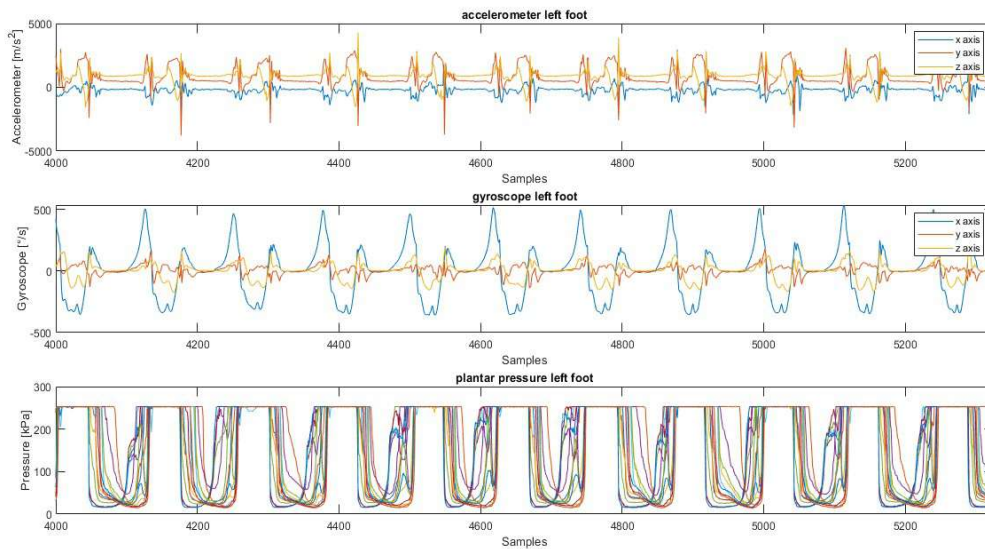 accelerometer left foot
Accelerometer [m/s²]
5000
0
-5000
x axis
y axis
z axis
4000 4200 4400 4600 4800 5000 5200
Samples
gyroscope left foot
Gyroscope [°/s]
500
0
-500
x axis
y axis
z axis
4000 4200 4400 4600 4800 5000 5200
Samples
plantar pressure left foot
Pressure [kPa]
300
200
100
0
4000 4200 4400 4600 4800 5000 5200
Samples